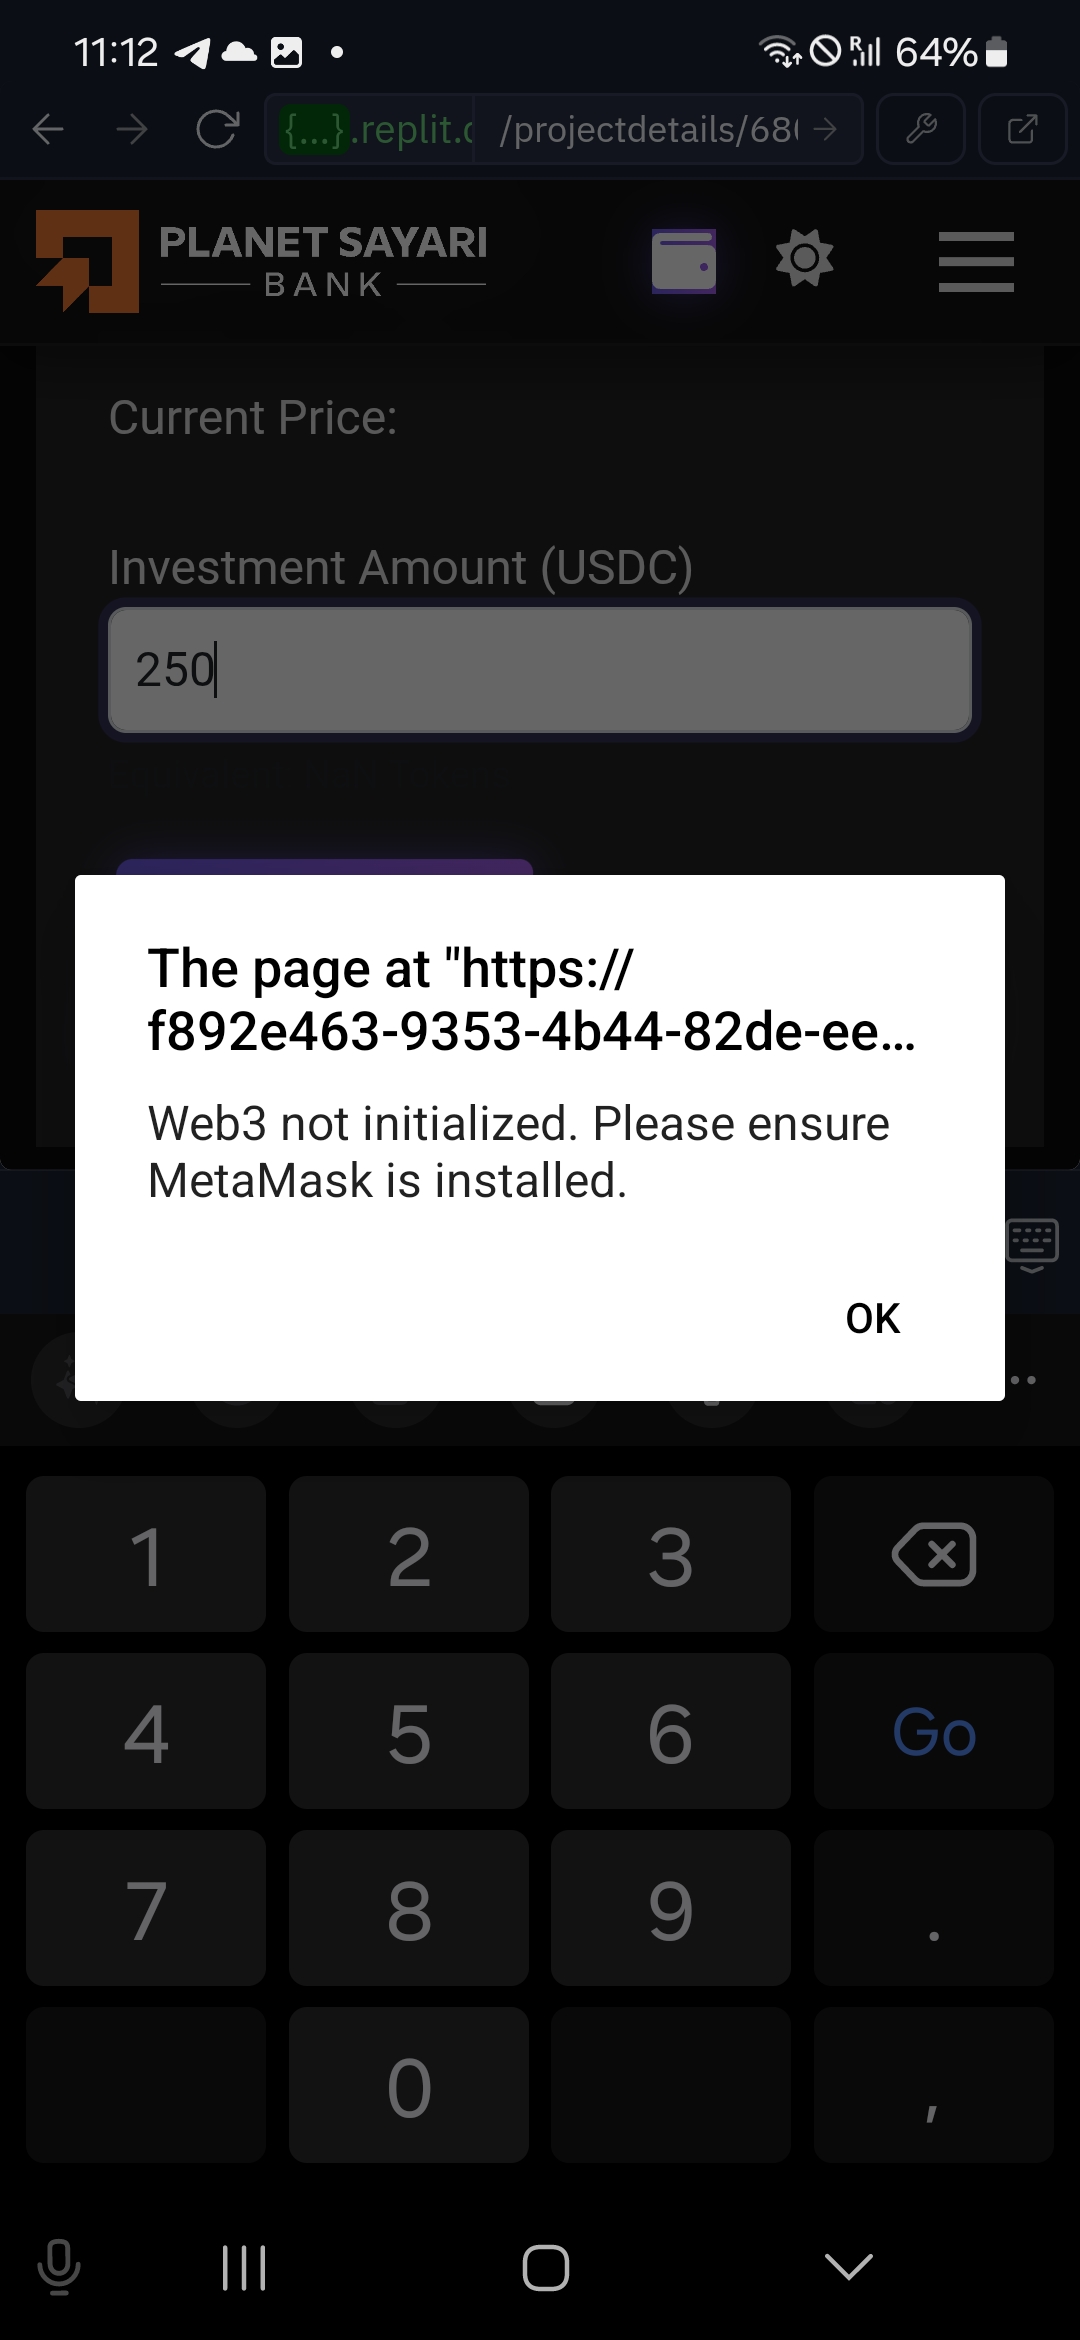 11:12
R
64%
{...}.replit.
/projectdetails/68
PLANET SAYARI
BANK
Current Price:
Investment Amount (USDC)
250
The page at "https://
f892e463-9353-4b44-82de-ee...
Web3 not initialized. Please ensure
MetaMask is installed.
OK
1 2 3
4 5 6 Go
7 8 9 .
0 ,